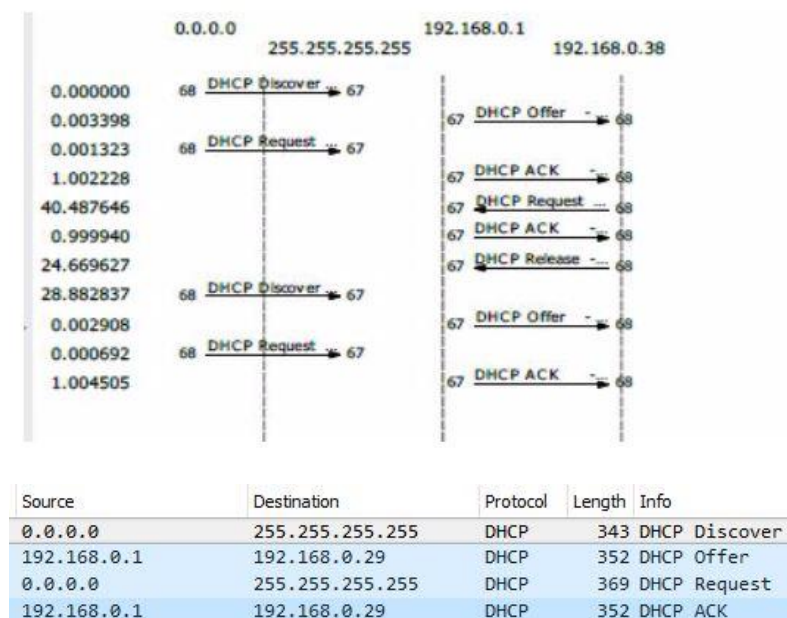 0.0.0.0 192.168.0.1
255.255.255.255 192.168.0.38
0.000000 68 DHCP Discover ... 67
0.003398 67 DHCP Offer -... 68
0.001323 68 DHCP Request ... 67
1.002228 67 DHCP ACK -... 68
40.487646 67 DHCP Request ... 68
0.999940 67 DHCP ACK -... 68
24.669627 67 DHCP Release -... 68
28.882837 68 DHCP Discover ... 67
0.002908 67 DHCP Offer -... 68
0.000692 68 DHCP Request ... 67
1.004505 67 DHCP ACK -... 68
Source Destination Protocol Length Info
0.0.0.0 255.255.255.255 DHCP 343 DHCP Discover
192.168.0.1 192.168.0.29 DHCP 352 DHCP Offer
0.0.0.0 255.255.255.255 DHCP 369 DHCP Request
192.168.0.1 192.168.0.29 DHCP 352 DHCP ACK